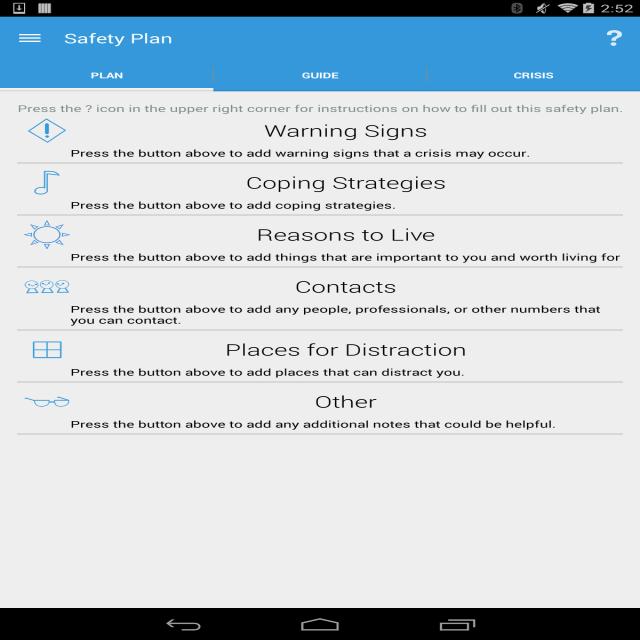 2:52
Safety Plan
?
PLAN GUIDE CRISIS
Press the ? icon in the upper right corner for instructions on how to fill out this safety plan.
Warning Signs
Press the button above to add warning signs that a crisis may occur.
Coping Strategies
Press the button above to add coping strategies.
Reasons to Live
Press the button above to add things that are important to you and worth living for
Contacts
Press the button above to add any people, professionals, or other numbers that
you can contact.
Places for Distraction
Press the button above to add places that can distract you.
Other
Press the button above to add any additional notes that could be helpful.